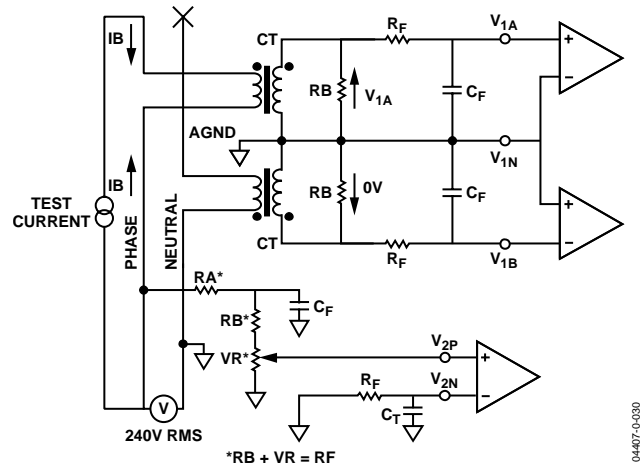 IB
CT
RF
V1A
+
–
RB
V1A
CF
AGND
V1N
IB
TEST
CURRENT
PHASE
NEUTRAL
RB
0V
CF
+
–
CT
RF
V1B
RA*
CF
RB*
VR*
V2P
+
RF
V2N
–
CT
V
240V RMS
*RB + VR = RF
04407-0-030